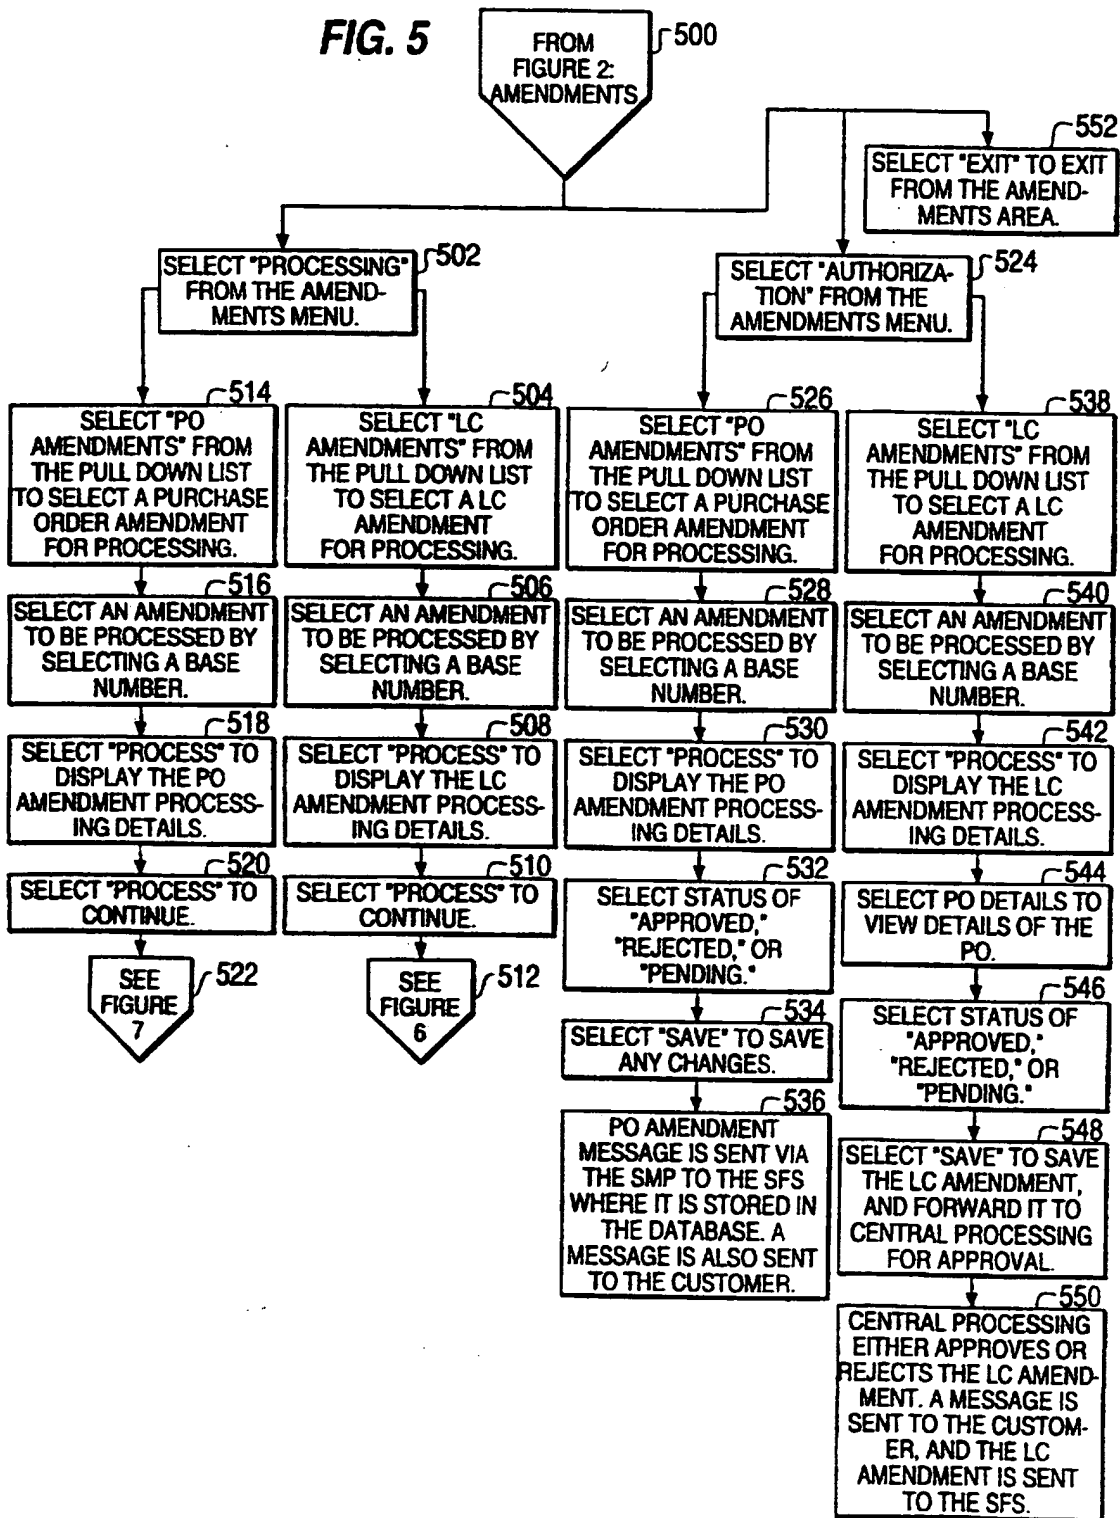 FIG. 5
FROM
FIGURE 2:
AMENDMENTS
500
552
SELECT "EXIT" TO EXIT
FROM THE AMEND-
MENTS AREA.
502
SELECT "PROCESSING"
FROM THE AMEND-
MENTS MENU.
524
SELECT "AUTHORIZA-
TION" FROM THE
AMENDMENTS MENU.
514
SELECT "PO
AMENDMENTS" FROM
THE PULL DOWN LIST
TO SELECT A PURCHASE
ORDER AMENDMENT
FOR PROCESSING.
516
SELECT AN AMENDMENT
TO BE PROCESSED BY
SELECTING A BASE
NUMBER.
518
SELECT "PROCESS" TO
DISPLAY THE PO
AMENDMENT PROCESS-
ING DETAILS.
520
SELECT "PROCESS" TO
CONTINUE.
SEE
FIGURE
7
522
504
SELECT "LC
AMENDMENTS" FROM
THE PULL DOWN LIST
TO SELECT A LC
AMENDMENT
FOR PROCESSING.
506
SELECT AN AMENDMENT
TO BE PROCESSED BY
SELECTING A BASE
NUMBER.
508
SELECT "PROCESS" TO
DISPLAY THE LC
AMENDMENT PROCESS-
ING DETAILS.
510
SELECT "PROCESS" TO
CONTINUE.
SEE
FIGURE
6
512
526
SELECT "PO
AMENDMENTS" FROM
THE PULL DOWN LIST
TO SELECT A PURCHASE
ORDER AMENDMENT
FOR PROCESSING.
528
SELECT AN AMENDMENT
TO BE PROCESSED BY
SELECTING A BASE
NUMBER.
530
SELECT "PROCESS" TO
DISPLAY THE PO
AMENDMENT PROCESS-
ING DETAILS.
532
SELECT STATUS OF
"APPROVED,"
"REJECTED," OR
"PENDING."
534
SELECT "SAVE" TO SAVE
ANY CHANGES.
536
PO AMENDMENT
MESSAGE IS SENT VIA
THE SMP TO THE SFS
WHERE IT IS STORED IN
THE DATABASE. A
MESSAGE IS ALSO SENT
TO THE CUSTOMER.
538
SELECT "LC
AMENDMENTS" FROM
THE PULL DOWN LIST
TO SELECT A LC
AMENDMENT
FOR PROCESSING.
540
SELECT AN AMENDMENT
TO BE PROCESSED BY
SELECTING A BASE
NUMBER.
542
SELECT "PROCESS" TO
DISPLAY THE LC
AMENDMENT PROCESS-
ING DETAILS.
544
SELECT PO DETAILS TO
VIEW DETAILS OF THE
PO.
546
SELECT STATUS OF
"APPROVED,"
"REJECTED," OR
"PENDING."
548
SELECT "SAVE" TO SAVE
THE LC AMENDMENT,
AND FORWARD IT TO
CENTRAL PROCESSING
FOR APPROVAL.
550
CENTRAL PROCESSING
EITHER APPROVES OR
REJECTS THE LC AMEND-
MENT. A MESSAGE IS
SENT TO THE CUSTOM-
ER, AND THE LC
AMENDMENT IS SENT
TO THE SFS.